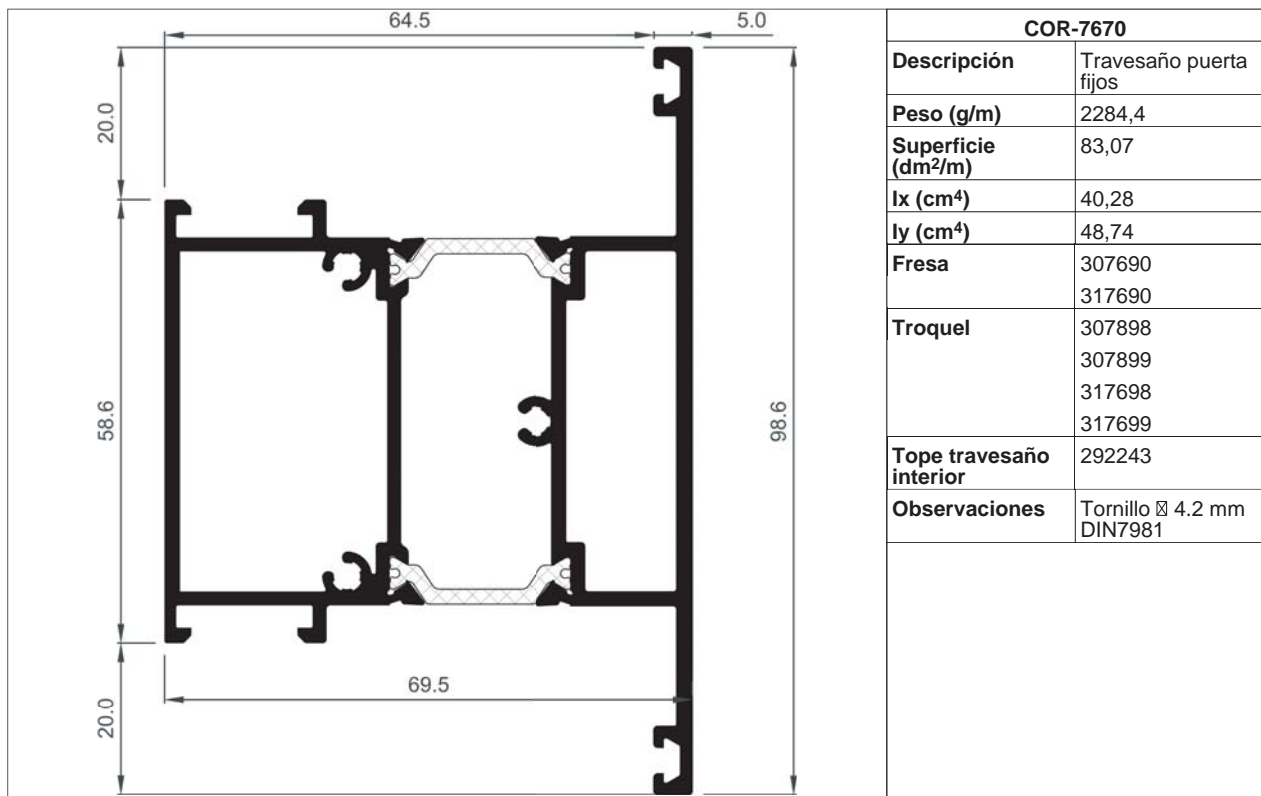 64.5
5.0
20.0
58.6
98.6
69.5
20.0
COR-7670
Descripción
Travesaño puerta
fijos
Peso (g/m)
2284,4
Superficie
(dm²/m)
83,07
Ix (cm⁴)
40,28
Iy (cm⁴)
48,74
Fresa
307690
317690
Troquel
307898
307899
317698
317699
Tope travesaño
interior
292243
Observaciones
Tornillo 4.2 mm
DIN7981